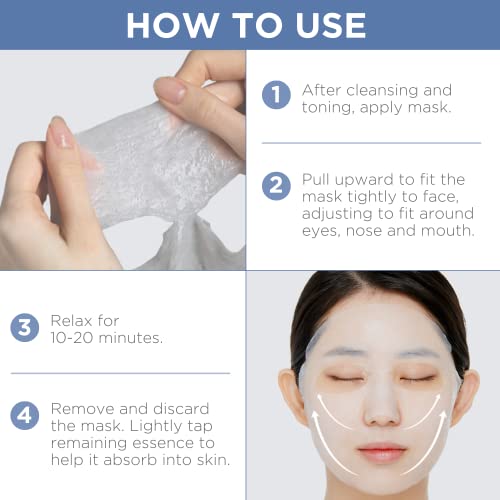 HOW TO USE
1
After cleansing and
toning, apply mask.
2
Pull upward to fit the
mask tightly to face,
adjusting to fit around
eyes, nose and mouth.
3
Relax for
10-20 minutes.
4
Remove and discard
the mask. Lightly tap
remaining essence to
help it absorb into skin.